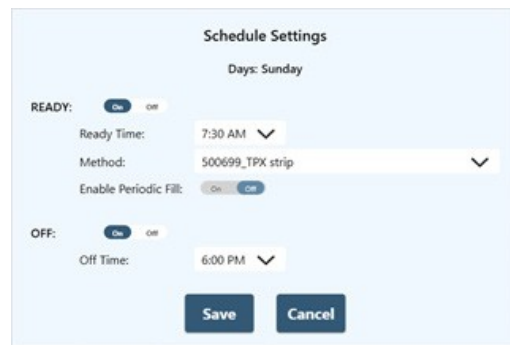 Schedule Settings
Days: Sunday
READY: On Off
Ready Time: 7:30 AM
Method: 500699_TPX strip
Enable Periodic Fill: On Off
OFF: On Off
Off Time: 6:00 PM
Save Cancel